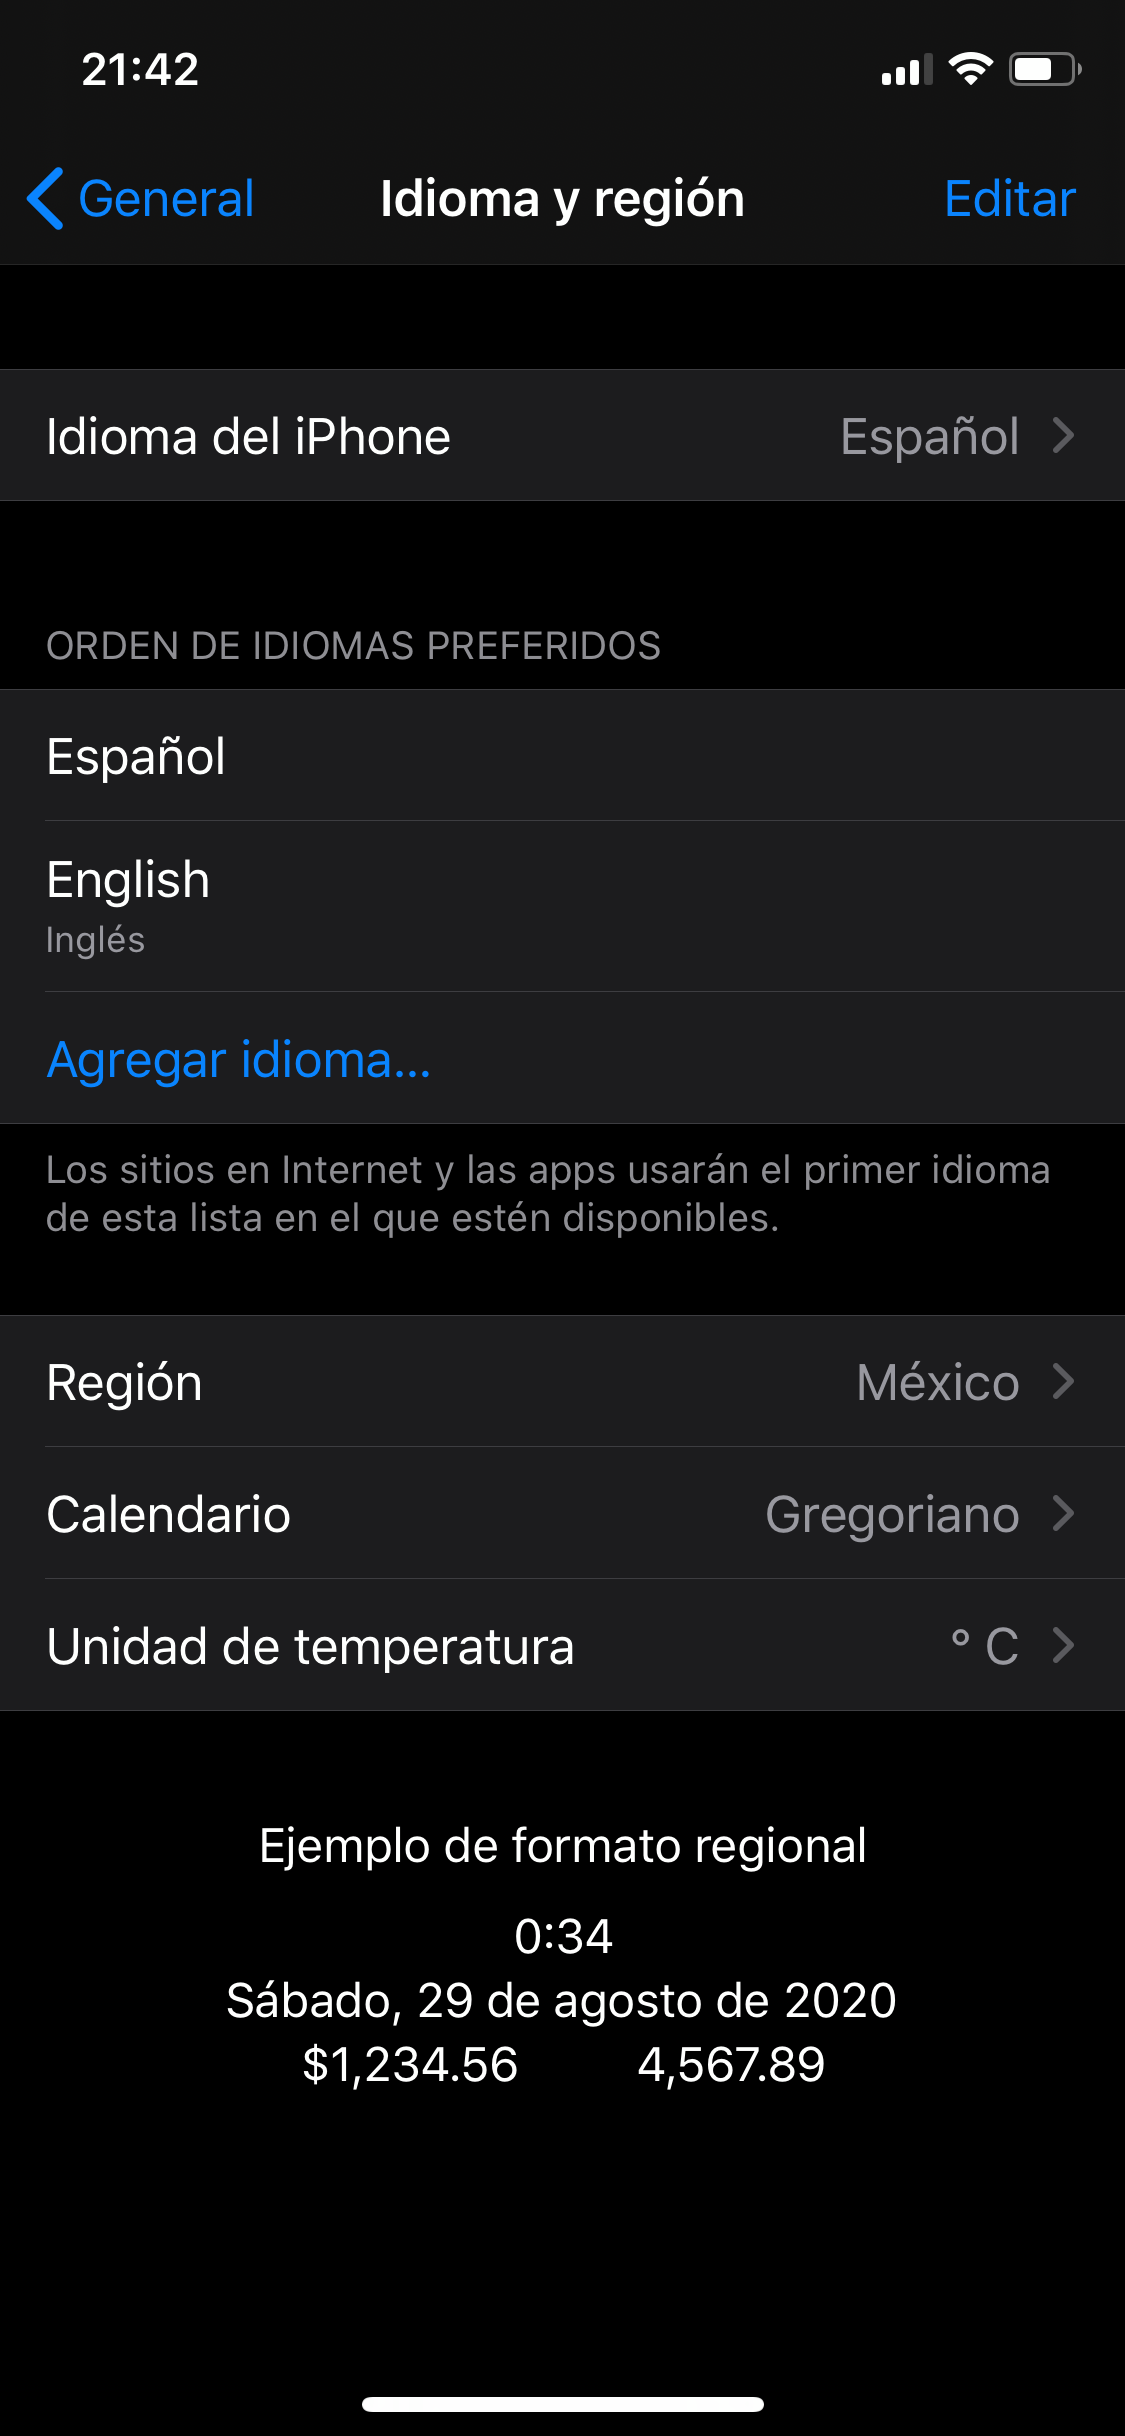 21:42
General Idioma y región Editar
Idioma del iPhone Español
ORDEN DE IDIOMAS PREFERIDOS
Español
English
Inglés
Agregar idioma...
Los sitios en Internet y las apps usarán el primer idioma
de esta lista en el que estén disponibles.
Región México
Calendario Gregoriano
Unidad de temperatura ° C
Ejemplo de formato regional
0:34
Sábado, 29 de agosto de 2020
$1,234.56 4,567.89